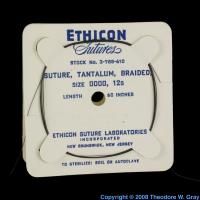 ETHICON
Sutures
STOCK No. 3-789-410
SUTURE, TANTALUM, BRAIDED
SIZE 0000, 12s
LENGTH 60 INCHES
ETHICON SUTURE LABORATORIES
INCORPORATED
NEW BRUNSWICK, NEW JERSEY
TO STERILIZE: BOIL OR AUTOCLAVE
Copyright © 2008 Theodore W. Gray